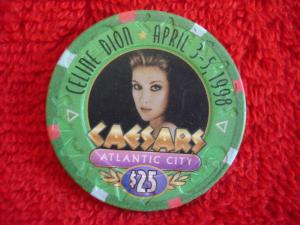 CELINE DION ★ APRIL 3-5, 1998
CAESARS
ATLANTIC CITY
$25